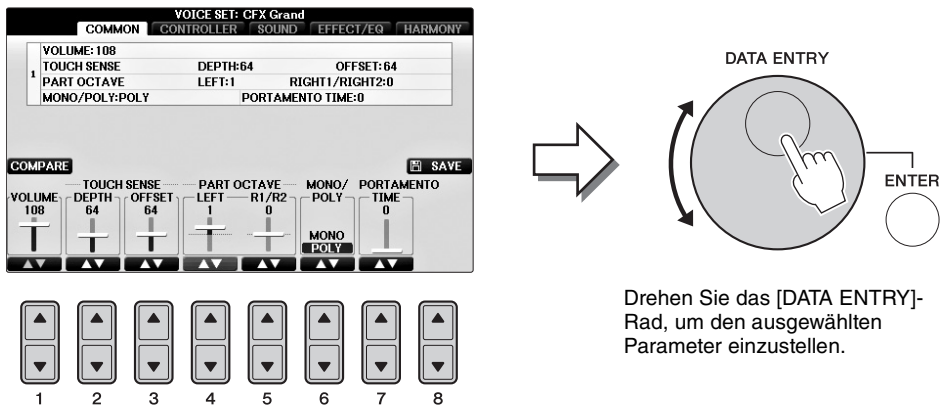 VOICE SET: CFX Grand
COMMON CONTROLLER SOUND EFFECT/EQ HARMONY
1
VOLUME: 108
TOUCH SENSE DEPTH:64 OFFSET:64
PART OCTAVE LEFT:1 RIGHT1/RIGHT2:0
MONO/POLY:POLY PORTAMENTO TIME:0
COMPARE SAVE
TOUCH SENSE PART OCTAVE MONO/ PORTAMENTO
VOLUME DEPTH OFFSET LEFT R1/R2 POLY TIME
108 64 64 1 0 0
MONO
POLY
1 2 3 4 5 6 7 8
DATA ENTRY
ENTER
Drehen Sie das [DATA ENTRY]-
Rad, um den ausgewählten
Parameter einzustellen.